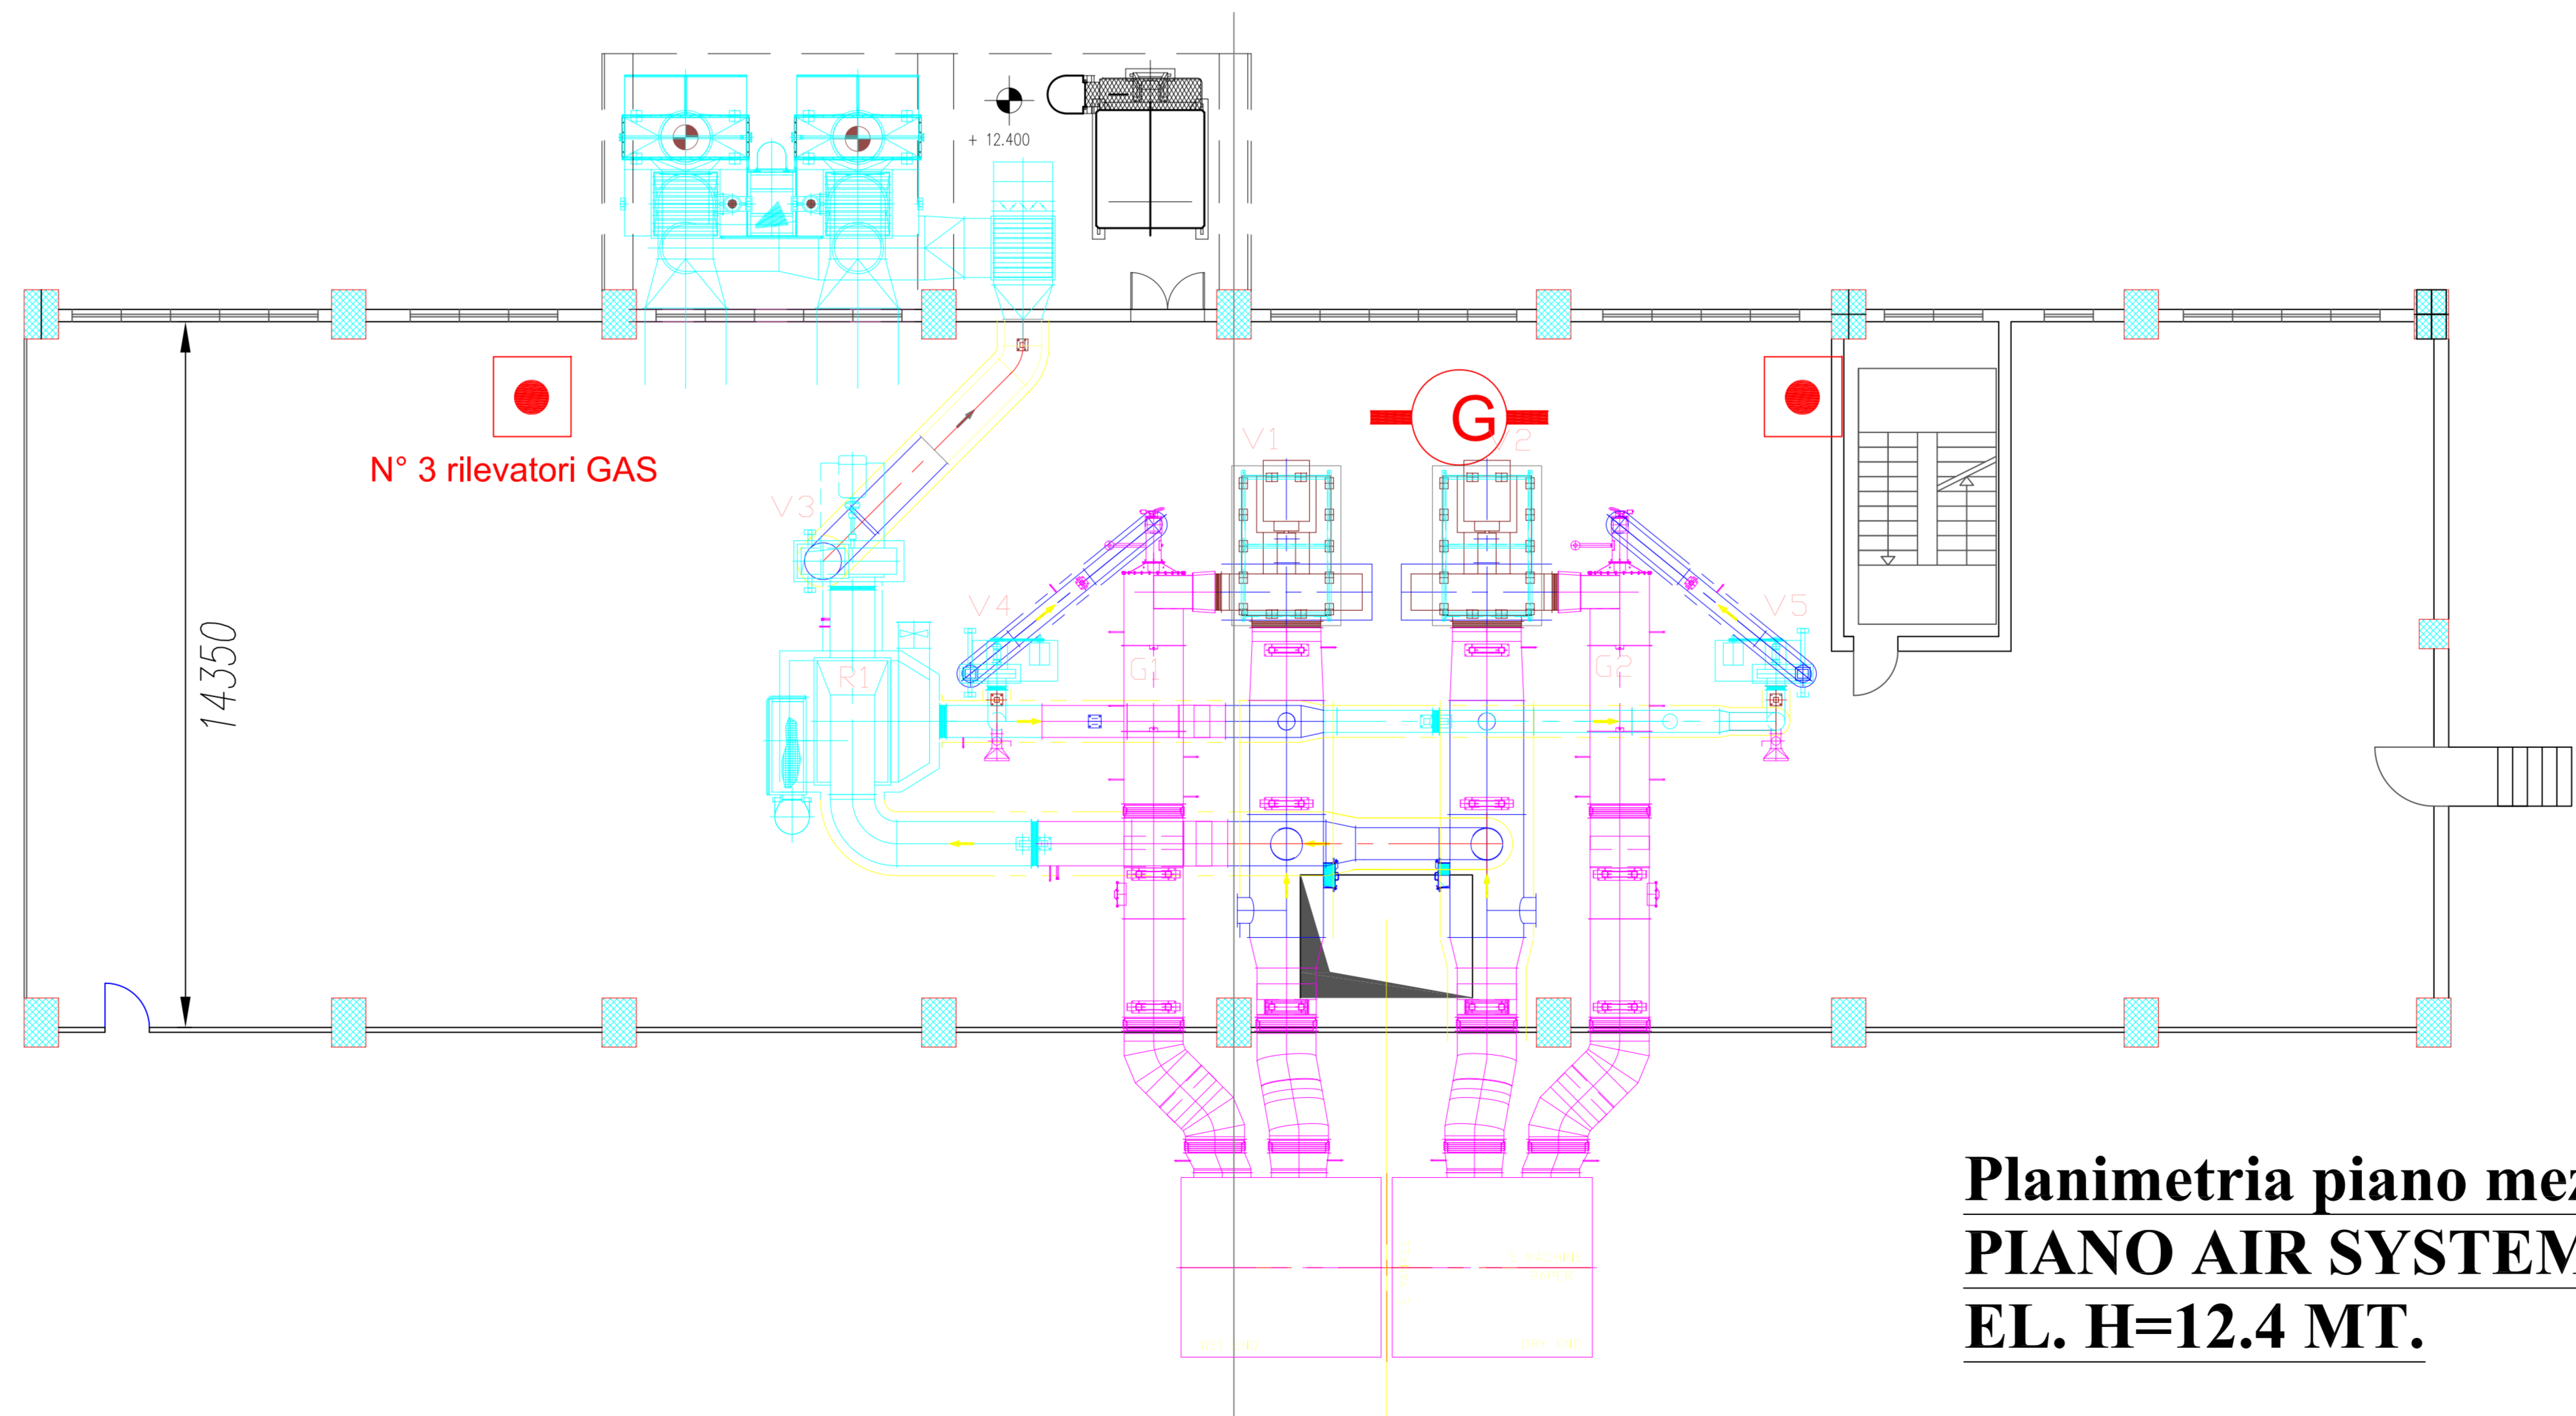 + 12.400
G
N° 3 rilevatori GAS
V1
V2
V3
V4
V5
R1
G1
G2
14350
Planimetria piano mez
PIANO AIR SYSTEM
EL. H=12.4 MT.